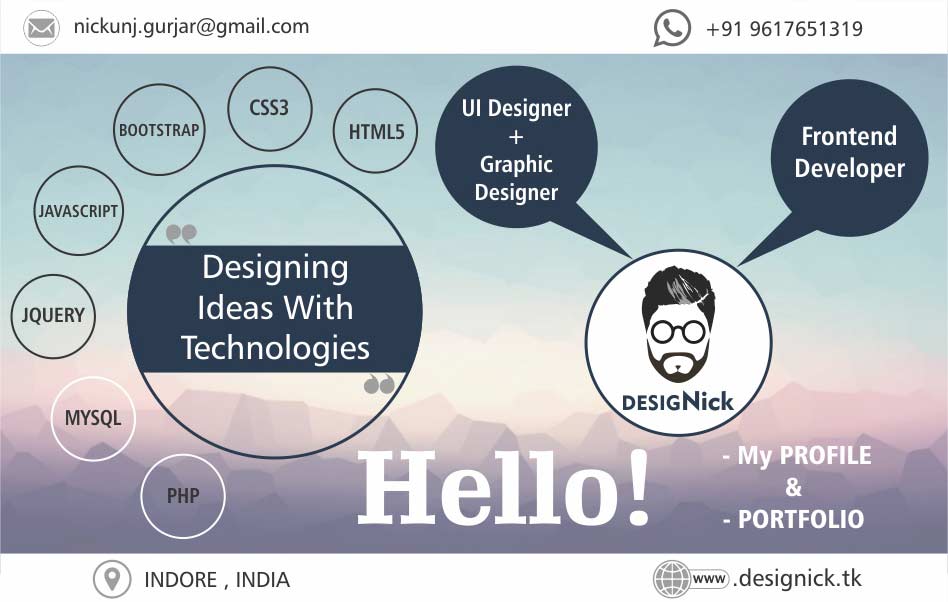 nickunj.gurjar@gmail.com
+91 9617651319
CSS3
BOOTSTRAP
HTML5
JAVASCRIPT
JQUERY
MYSQL
PHP
❟❟
Designing
Ideas With
Technologies
❛❛
UI Designer
+
Graphic
Designer
Frontend
Developer
DESIGNick
Hello!
- My PROFILE
&
- PORTFOLIO
INDORE , INDIA
www .designick.tk